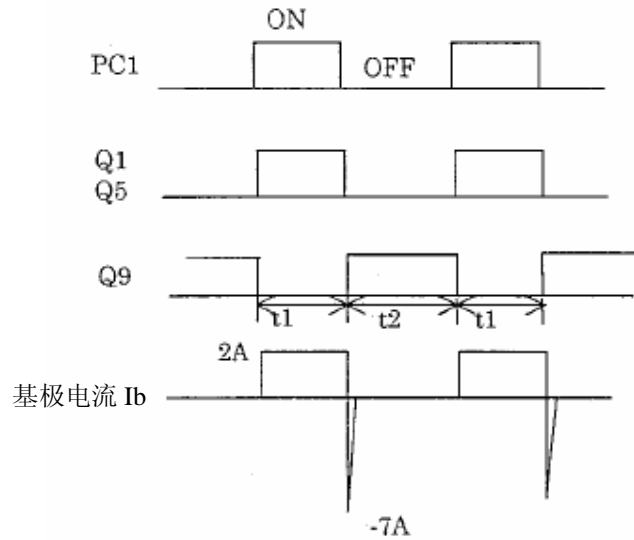 ON
PC1
OFF
Q1
Q5
Q9
t1 t2 t1
2A
基极电流 Ib
-7A